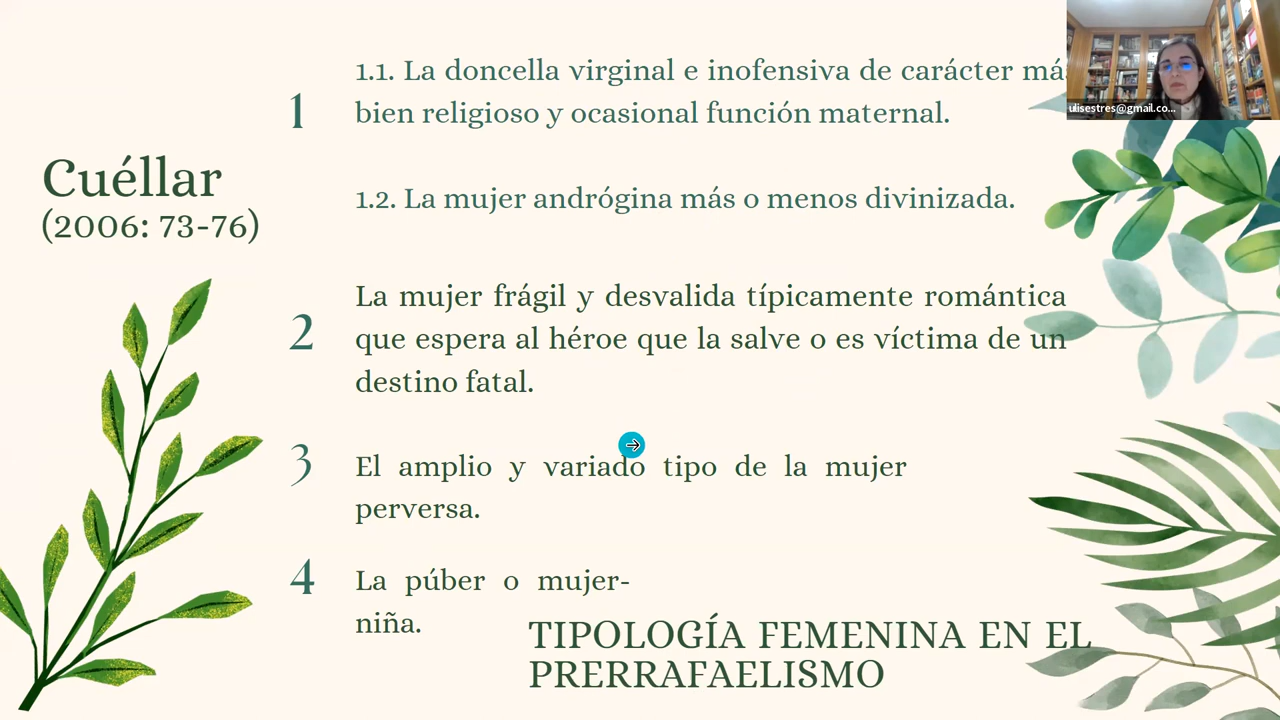 Cuéllar
(2006: 73-76)
1
1.1. La doncella virginal e inofensiva de carácter má
bien religioso y ocasional función maternal.
1.2. La mujer andrógina más o menos divinizada.
2
La mujer frágil y desvalida típicamente romántica
que espera al héroe que la salve o es víctima de un
destino fatal.
3
El amplio y variado tipo de la mujer
perversa.
4
La púber o mujer-
niña.
TIPOLOGÍA FEMENINA EN EL
PRERRAFAELISMO
ulisestres@gmail.co...